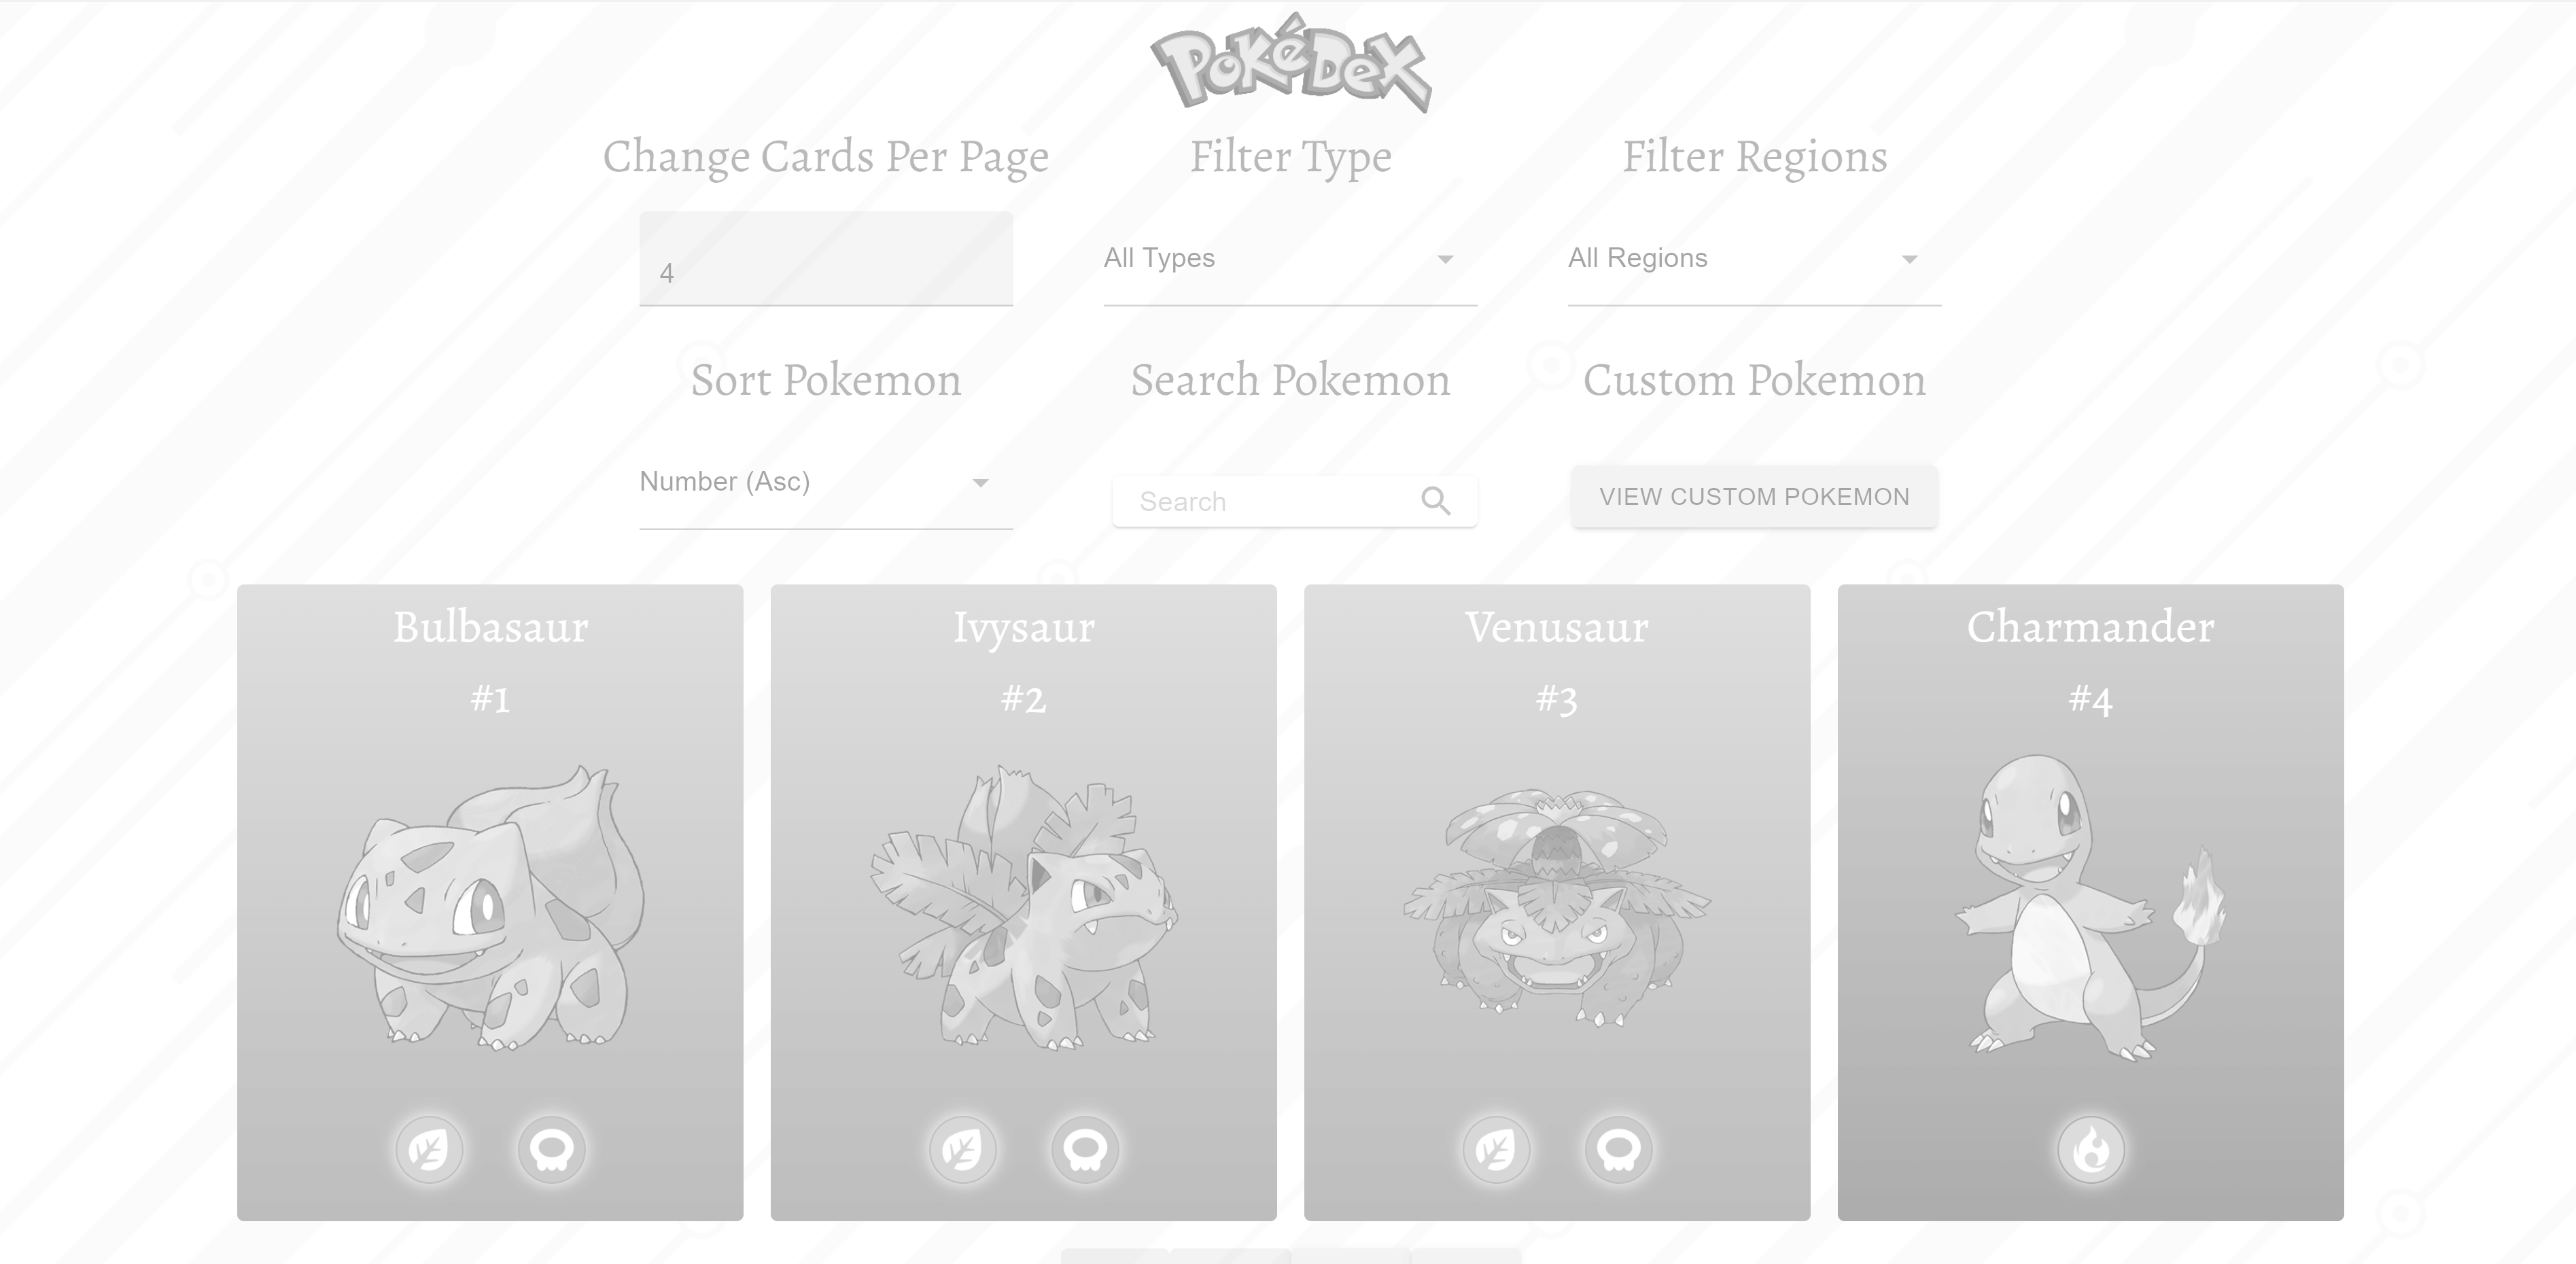 PoKéDex
Change Cards Per Page
Filter Type
Filter Regions
4
All Types
All Regions
Sort Pokemon
Search Pokemon
Custom Pokemon
Number (Asc)
Search
VIEW CUSTOM POKEMON
Bulbasaur
#1
Ivysaur
#2
Venusaur
#3
Charmander
#4